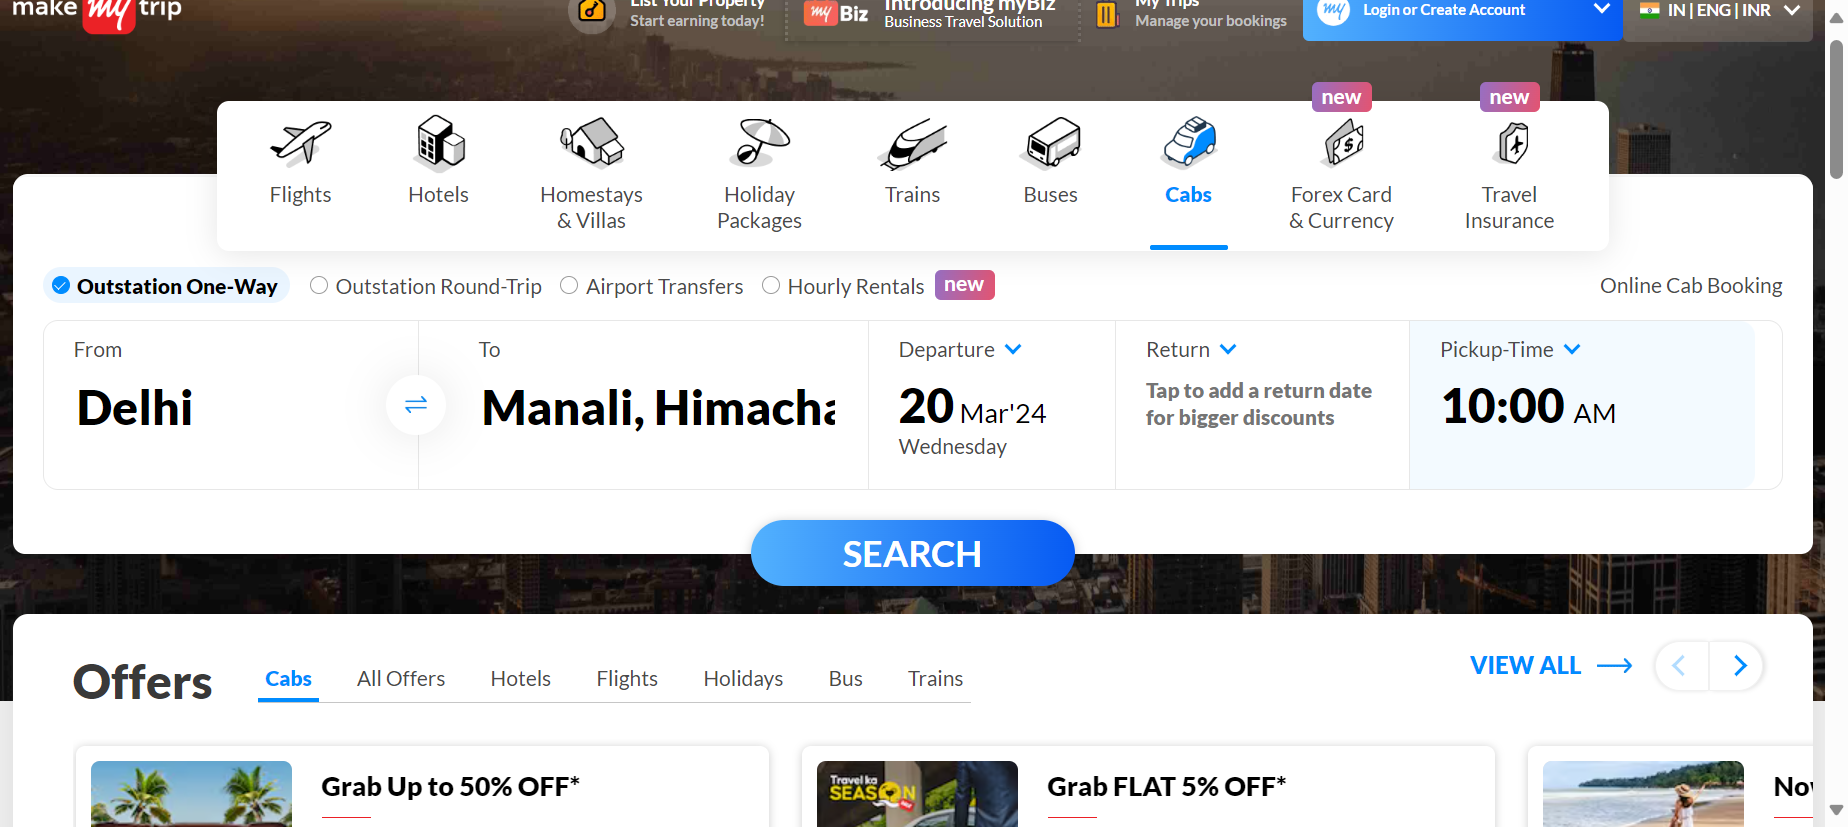 make my trip
List Your Property
Start earning today!
my Biz
Introducing myBiz
Business Travel Solution
My Trips
Manage your bookings
my
Login or Create Account
IN | ENG | INR
new
new
Flights
Hotels
Homestays
& Villas
Holiday
Packages
Trains
Buses
Cabs
Forex Card
& Currency
Travel
Insurance
Outstation One-Way
Outstation Round-Trip
Airport Transfers
Hourly Rentals
new
Online Cab Booking
From
Delhi
To
Manali, Himacha
Departure
20 Mar'24
Wednesday
Return
Tap to add a return date
for bigger discounts
Pickup-Time
10:00 AM
SEARCH
Offers
Cabs
All Offers
Hotels
Flights
Holidays
Bus
Trains
VIEW ALL
Grab Up to 50% OFF*
Travel ka
SEASON
Grab FLAT 5% OFF*